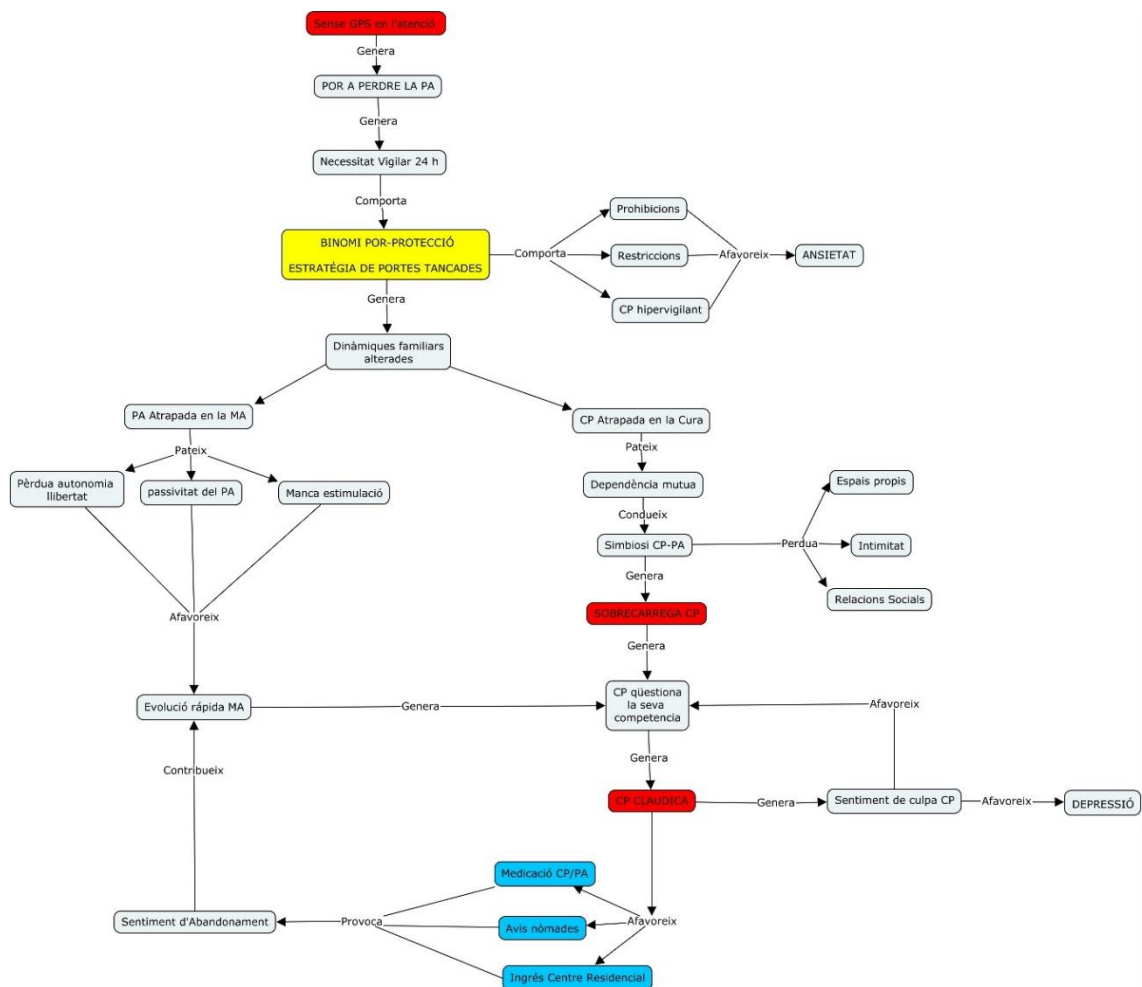 Sense GPS en l'atenció
Genera
POR A PERDRE LA PA
Genera
Necessitat Vigilar 24 h
Comporta
BINOMI POR-PROTECCIÓ
ESTRATÈGIA DE PORTES TANCADES
Comporta
Prohibicions
Restriccions
CP hipervigilant
Afavoreix
ANSIETAT
Genera
Dinàmiques familiars
alterades
PA Atrapada en la MA
Pateix
Pèrdua autonomia
llibertat
passivitat del PA
Manca estimulació
Afavoreix
Evolució rápida MA
Genera
CP Atrapada en la Cura
Pateix
Dependència mutua
Condueix
Simbiosi CP-PA
Perdua
Espais propis
Intimitat
Relacions Socials
Genera
SOBRECARREGA CP
Genera
CP qüestiona
la seva
competencia
Afavoreix
Genera
CP CLAUDICA
Genera
Sentiment de culpa CP
Afavoreix
DEPRESSIÓ
Afavoreix
Medicació CP/PA
Avis nòmades
Ingrés Centre Residencial
Provoca
Sentiment d'Abandonament
Contribueix